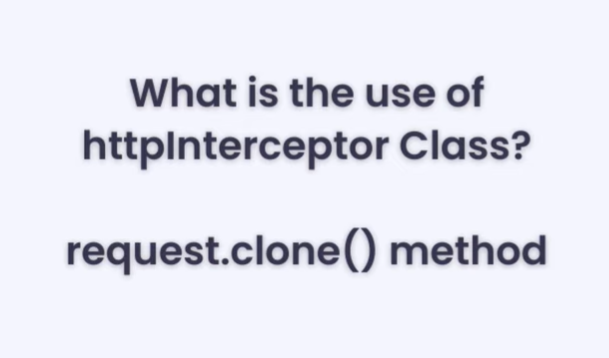 What is the use of
httpInterceptor Class?
request.clone() method